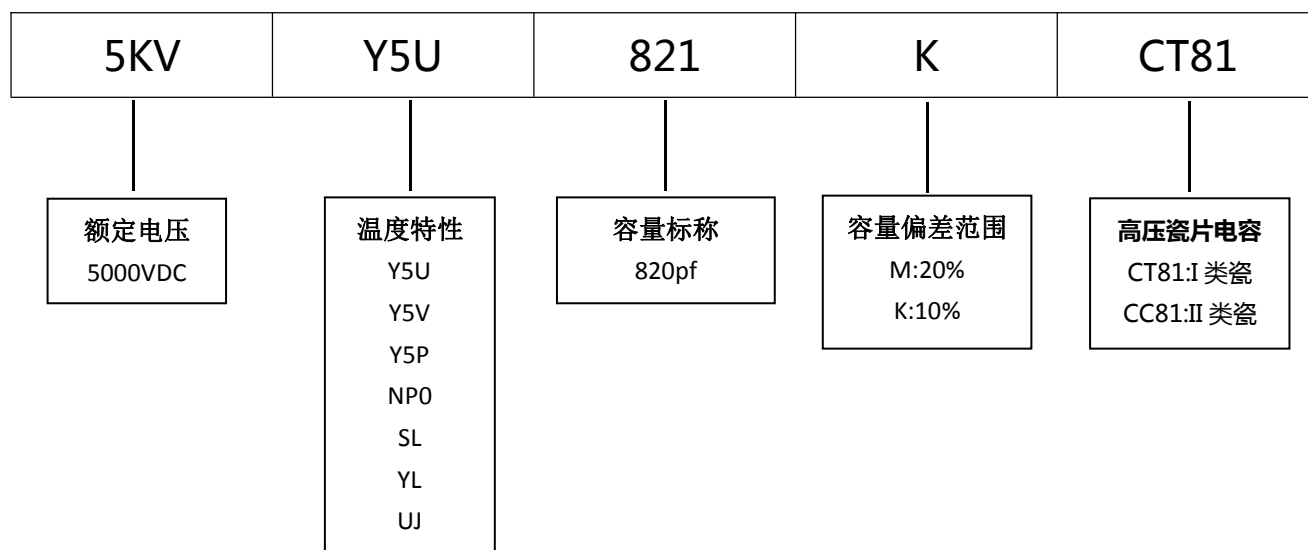 5KV Y5U 821 K CT81
额定电压
5000VDC
温度特性
Y5U
Y5V
Y5P
NP0
SL
YL
UJ
容量标称
820pf
容量偏差范围
M:20%
K:10%
高压瓷片电容
CT81:I 类瓷
CC81:II 类瓷